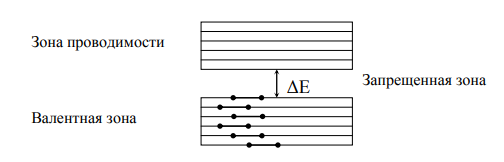 Зона проводимости
Запрещенная зона
ΔE
Валентная зона